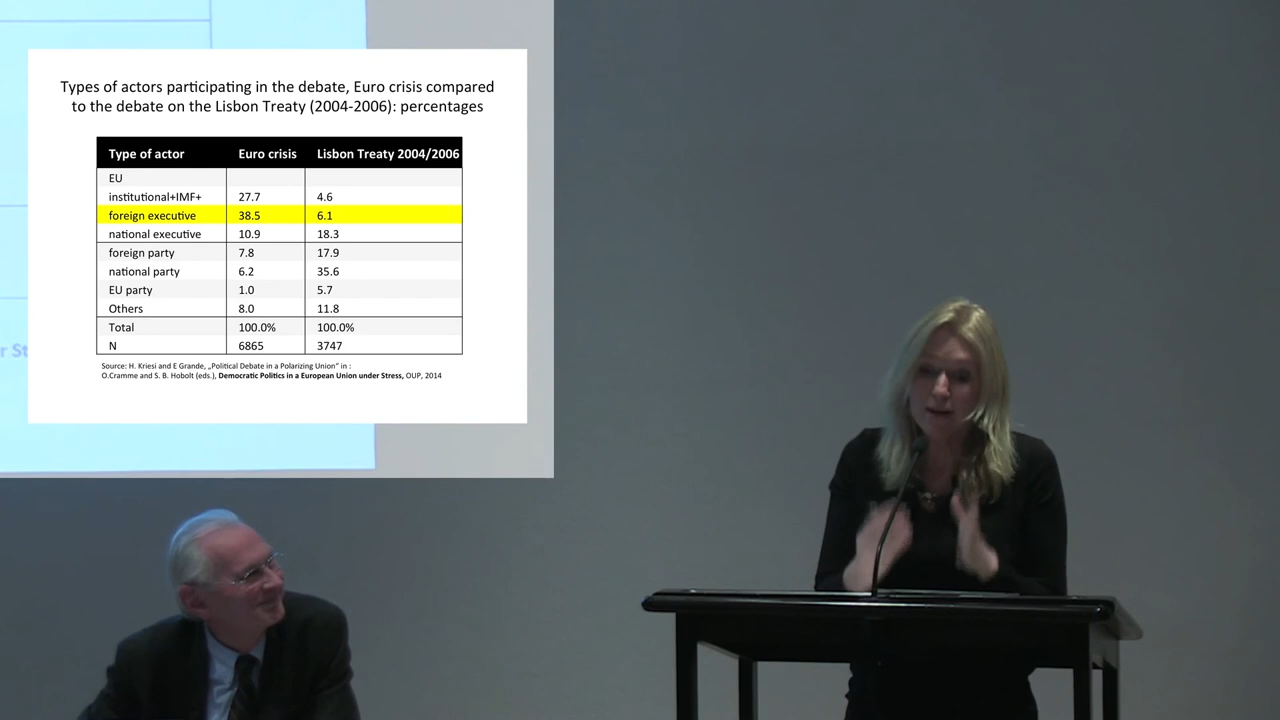 Types of actors participating in the debate, Euro crisis compared
to the debate on the Lisbon Treaty (2004-2006): percentages
Type of actor Euro crisis Lisbon Treaty 2004/2006
EU
institutional+IMF+ 27.7 4.6
foreign executive 38.5 6.1
national executive 10.9 18.3
foreign party 7.8 17.9
national party 6.2 35.6
EU party 1.0 5.7
Others 8.0 11.8
Total 100.0% 100.0%
N 6865 3747
Source: H. Kriesi and E Grande, „Political Debate in a Polarizing Union“ in :
O.Cramme and S. B. Hobolt (eds.), Democratic Politics in a European Union under Stress, OUP, 2014
r St